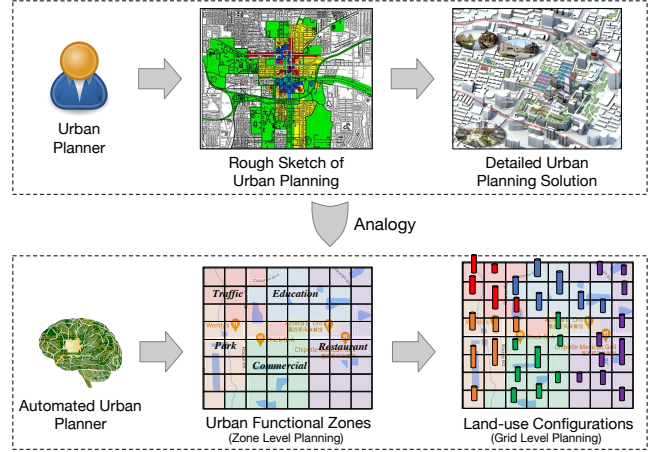 Urban
Planner
Rough Sketch of
Urban Planning
Detailed Urban
Planning Solution
Analogy
Traffic
Education
Park
Restaurant
Commercial
Automated Urban
Planner
Urban Functional Zones
(Zone Level Planning)
Land-use Configurations
(Grid Level Planning)